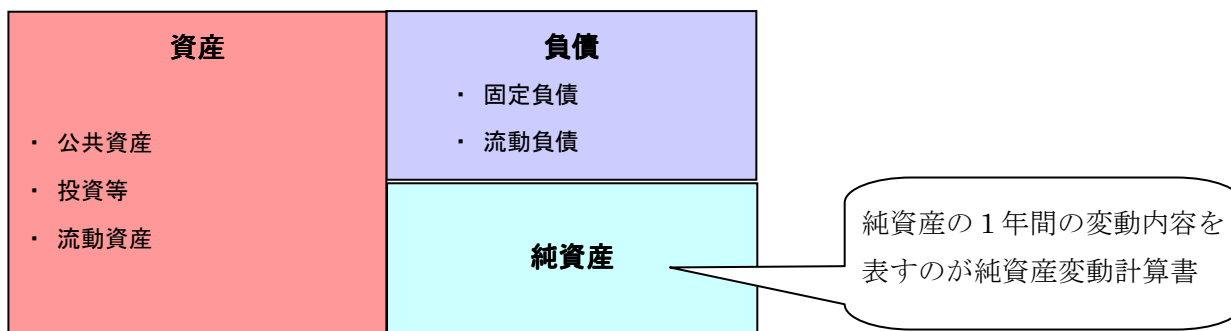 資産
・ 公共資産
・ 投資等
・ 流動資産
負債
・ 固定負債
・ 流動負債
純資産
純資産の１年間の変動内容を
表すのが純資産変動計算書